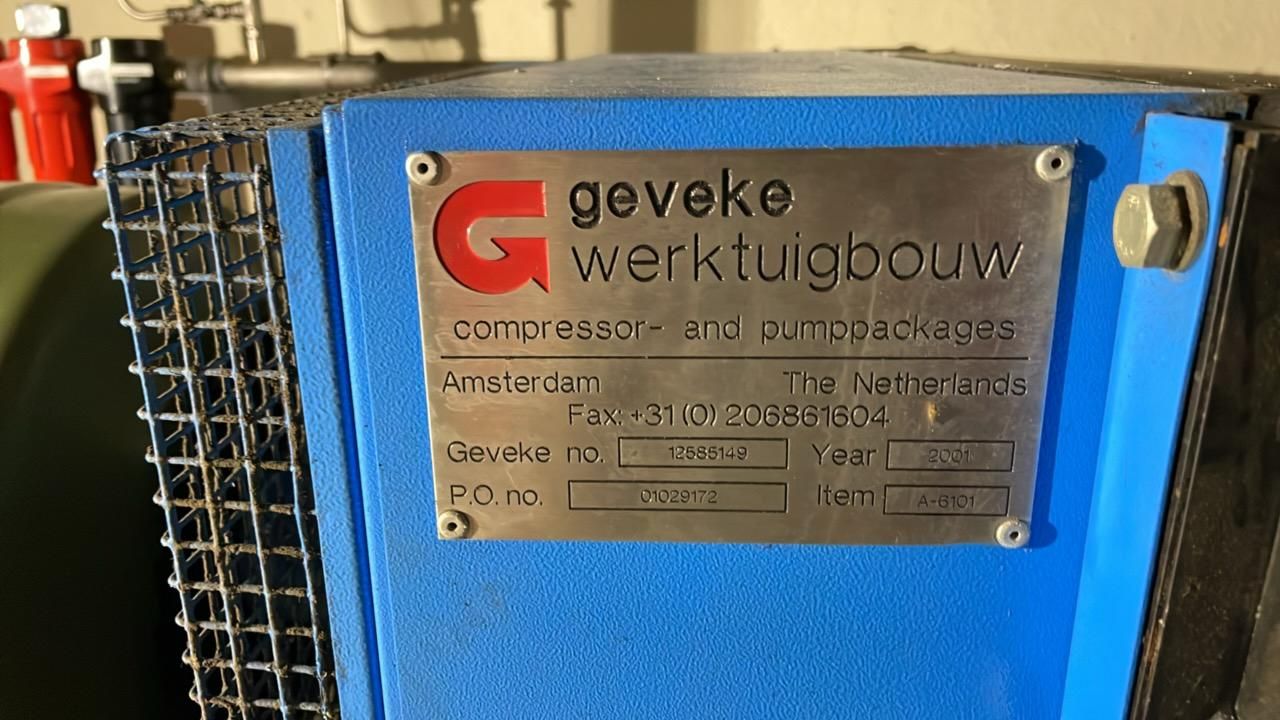 geveke
werktuigbouw
compressor- and pumppackages
Amsterdam The Netherlands
Fax: +31 (0) 206861604
Geveke no. 12585149 Year 2001
P.O. no. 01029172 Item A-6101